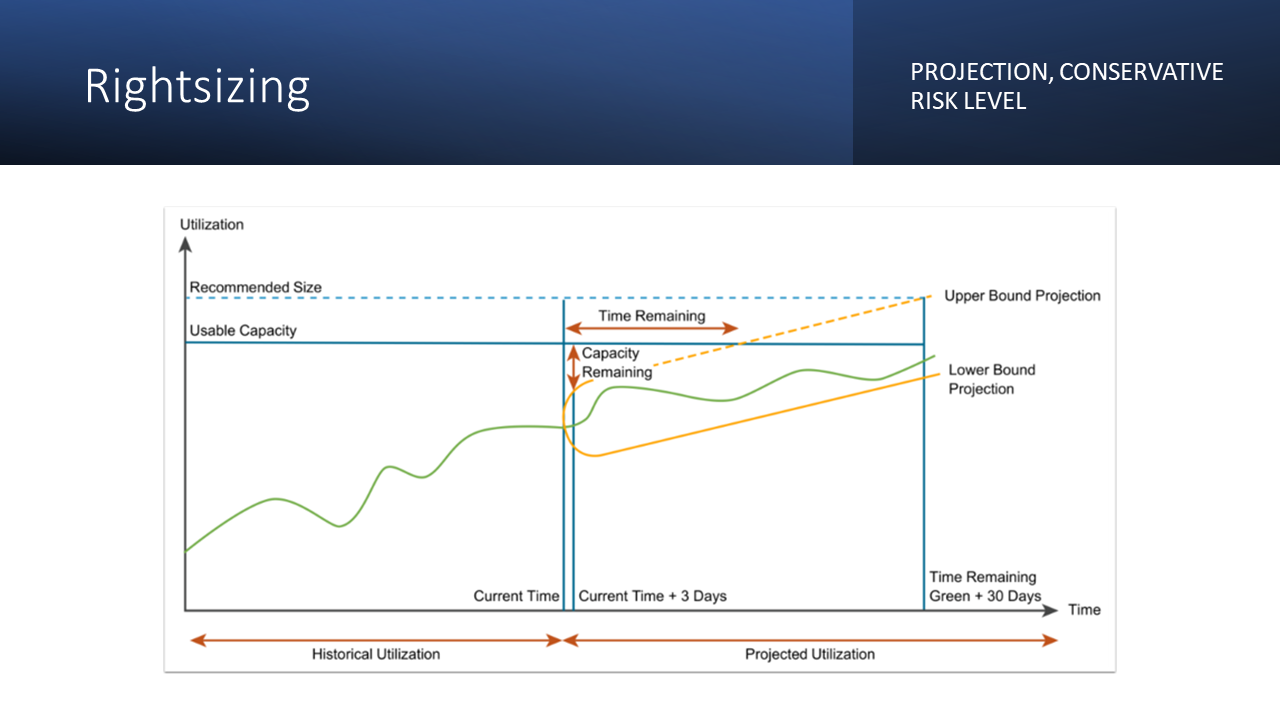 Rightsizing
PROJECTION, CONSERVATIVE
RISK LEVEL
Utilization
Recommended Size
Upper Bound Projection
Time Remaining
Usable Capacity
Capacity
Remaining
Lower Bound
Projection
Time Remaining
Green + 30 Days
Current Time
Current Time + 3 Days
Time
Historical Utilization
Projected Utilization